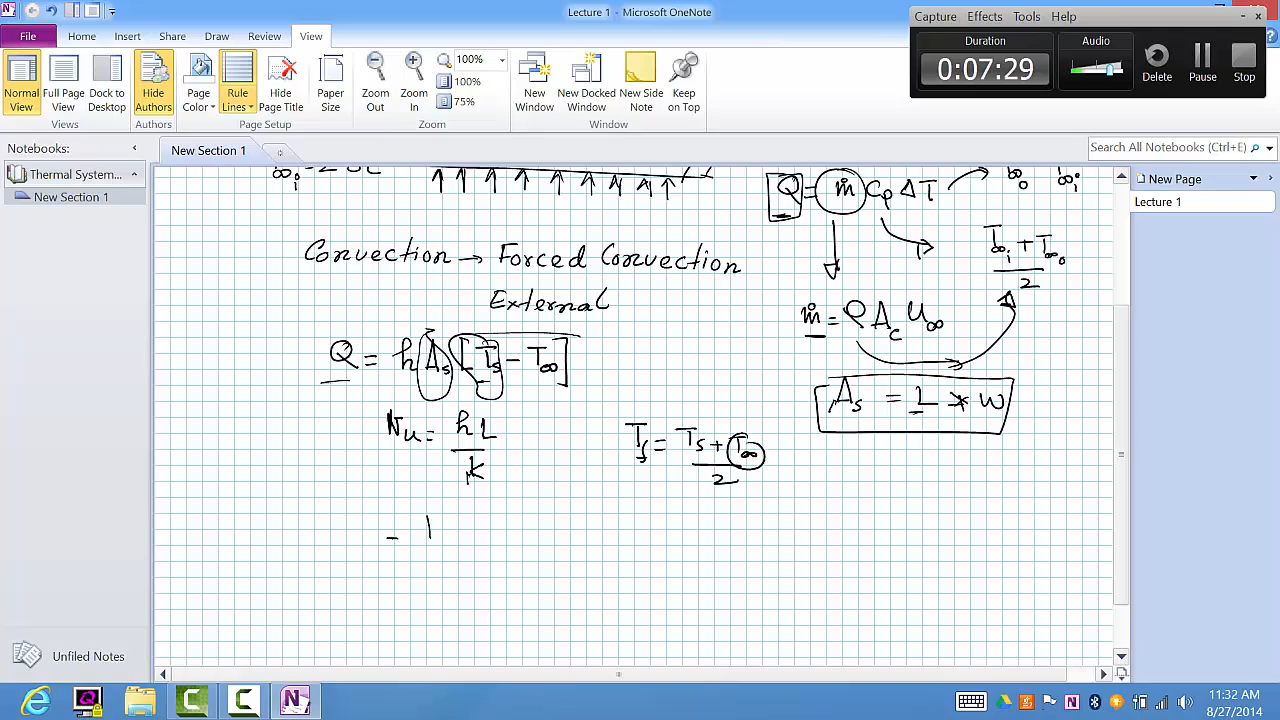 Lecture 1 - Microsoft OneNote
File Home Insert Share Draw Review View
Normal View
Full Page View
Dock to Desktop
Views
Hide Authors
Authors
Page Color
Rule Lines
Hide Page Title
Paper Size
Page Setup
Zoom Out
Zoom In
100%
100%
75%
Zoom
New Window
New Docked Window
New Side Note
Keep on Top
Window
Capture Effects Tools Help
Duration
0:07:29
Audio
Delete Pause Stop
Notebooks:
Thermal System...
New Section 1
Unfiled Notes
New Section 1
Search All Notebooks (Ctrl+E)
New Page
Lecture 1
Q = ṁ Cp ΔT
T∞i + T∞o
2
Convection → Forced Convection
External
ṁ = ρ Ac U∞
Q = h As [Ts - T∞]
As = L * w
Nu = hL
k
Tf = Ts + T∞
2
11:32 AM
8/27/2014